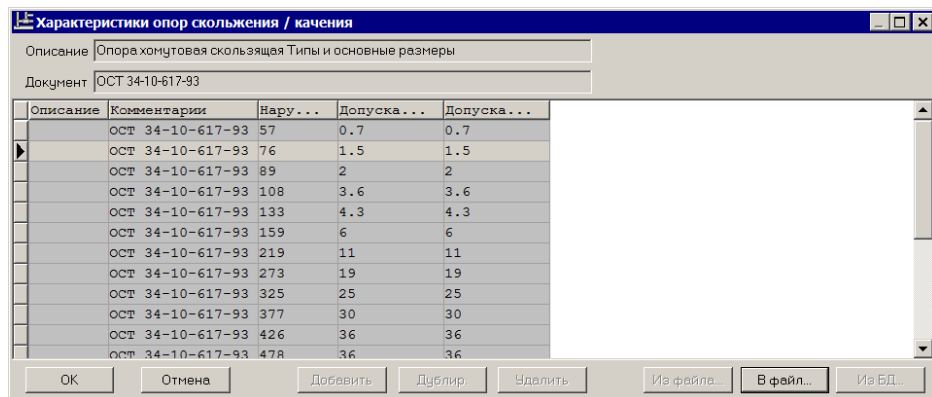 Характеристики опор скольжения / качения
Описание Опора хомутовая скользящая Типы и основные размеры
Документ ОСТ 34-10-617-93
Описание Комментарии Нару... Допуска... Допуска...
ОСТ 34-10-617-93 57 0.7 0.7
ОСТ 34-10-617-93 76 1.5 1.5
ОСТ 34-10-617-93 89 2 2
ОСТ 34-10-617-93 108 3.6 3.6
ОСТ 34-10-617-93 133 4.3 4.3
ОСТ 34-10-617-93 159 6 6
ОСТ 34-10-617-93 219 11 11
ОСТ 34-10-617-93 273 19 19
ОСТ 34-10-617-93 325 25 25
ОСТ 34-10-617-93 377 30 30
ОСТ 34-10-617-93 426 36 36
ОСТ 34-10-617-93 478 36 36
OK Отмена Добавить Дублир. Удалить Из файла... В файл... Из БД...